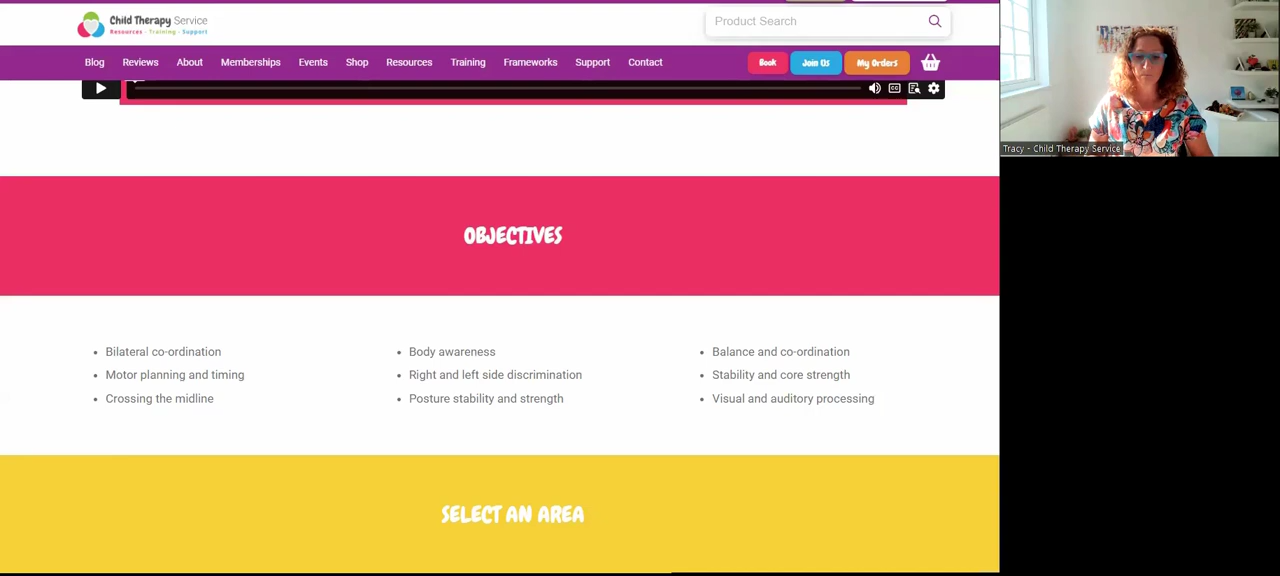 Child Therapy Service
Resources - Training - Support
Product Search
Blog Reviews About Memberships Events Shop Resources Training Frameworks Support Contact Book Join Us My Orders
CC
OBJECTIVES
Bilateral co-ordination
Motor planning and timing
Crossing the midline
Body awareness
Right and left side discrimination
Posture stability and strength
Balance and co-ordination
Stability and core strength
Visual and auditory processing
SELECT AN AREA
Tracy - Child Therapy Service